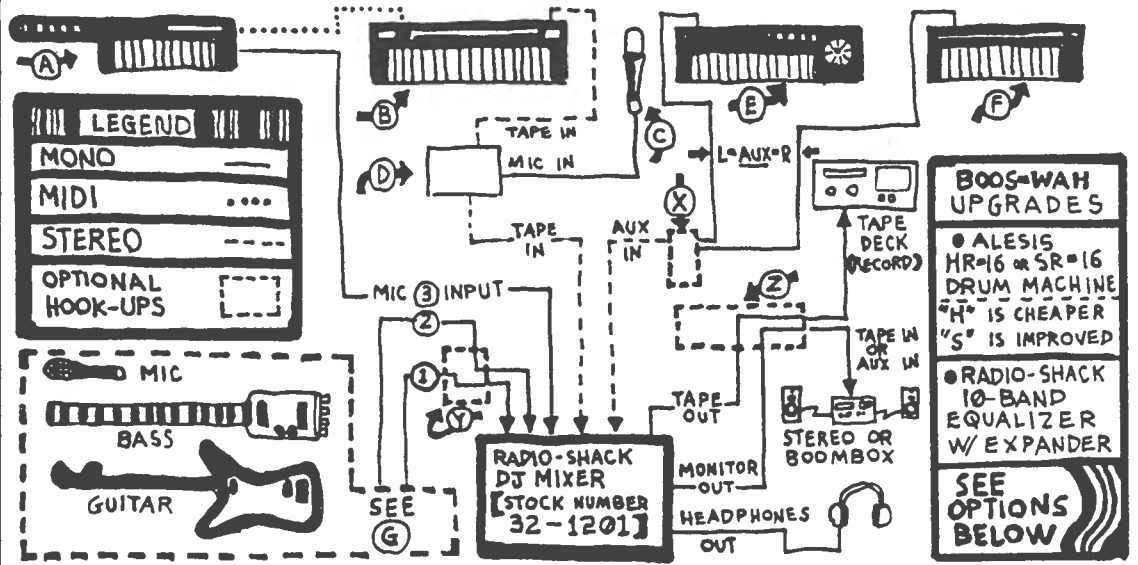 A
B
C
D
E
F
TAPE IN
MIC IN
L=AUX=R
X
LEGEND
MONO
MIDI
STEREO
OPTIONAL
HOOK-UPS
TAPE
IN
AUX
IN
TAPE
DECK
(RECORD)
Z
MIC 3 INPUT
2
1
Y
TAPE IN
OR
AUX IN
MIC
BASS
GUITAR
SEE
G
RADIO-SHACK
DJ MIXER
[STOCK NUMBER
32-1201]
TAPE
OUT
MONITOR
OUT
HEADPHONES
OUT
STEREO OR
BOOMBOX
BOOS=WAH
UPGRADES
● ALESIS
HR=16 OR SR=16
DRUM MACHINE
"H" IS CHEAPER
"S" IS IMPROVED
● RADIO-SHACK
10-BAND
EQUALIZER
W/ EXPANDER
SEE
OPTIONS
BELOW